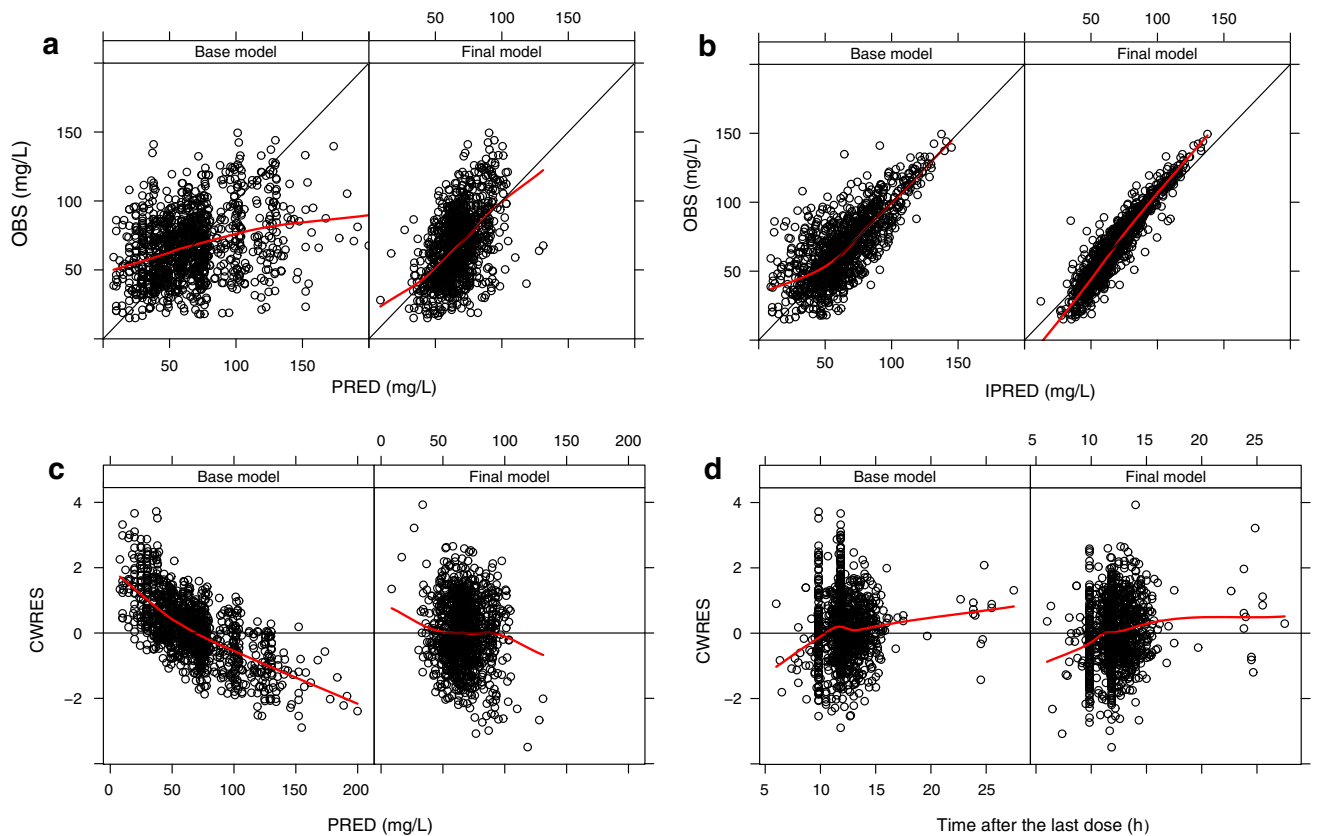 50 100 150
50 100 150
a
b
Base model
Final model
Base model
Final model
OBS (mg/L)
150
100
50
OBS (mg/L)
150
100
50
50 100 150
50 100 150
PRED (mg/L)
IPRED (mg/L)
0 50 100 150 200
5 10 15 20 25
c
d
Base model
Final model
Base model
Final model
CWRES
4
2
0
−2
CWRES
4
2
0
−2
0 50 100 150 200
5 10 15 20 25
PRED (mg/L)
Time after the last dose (h)